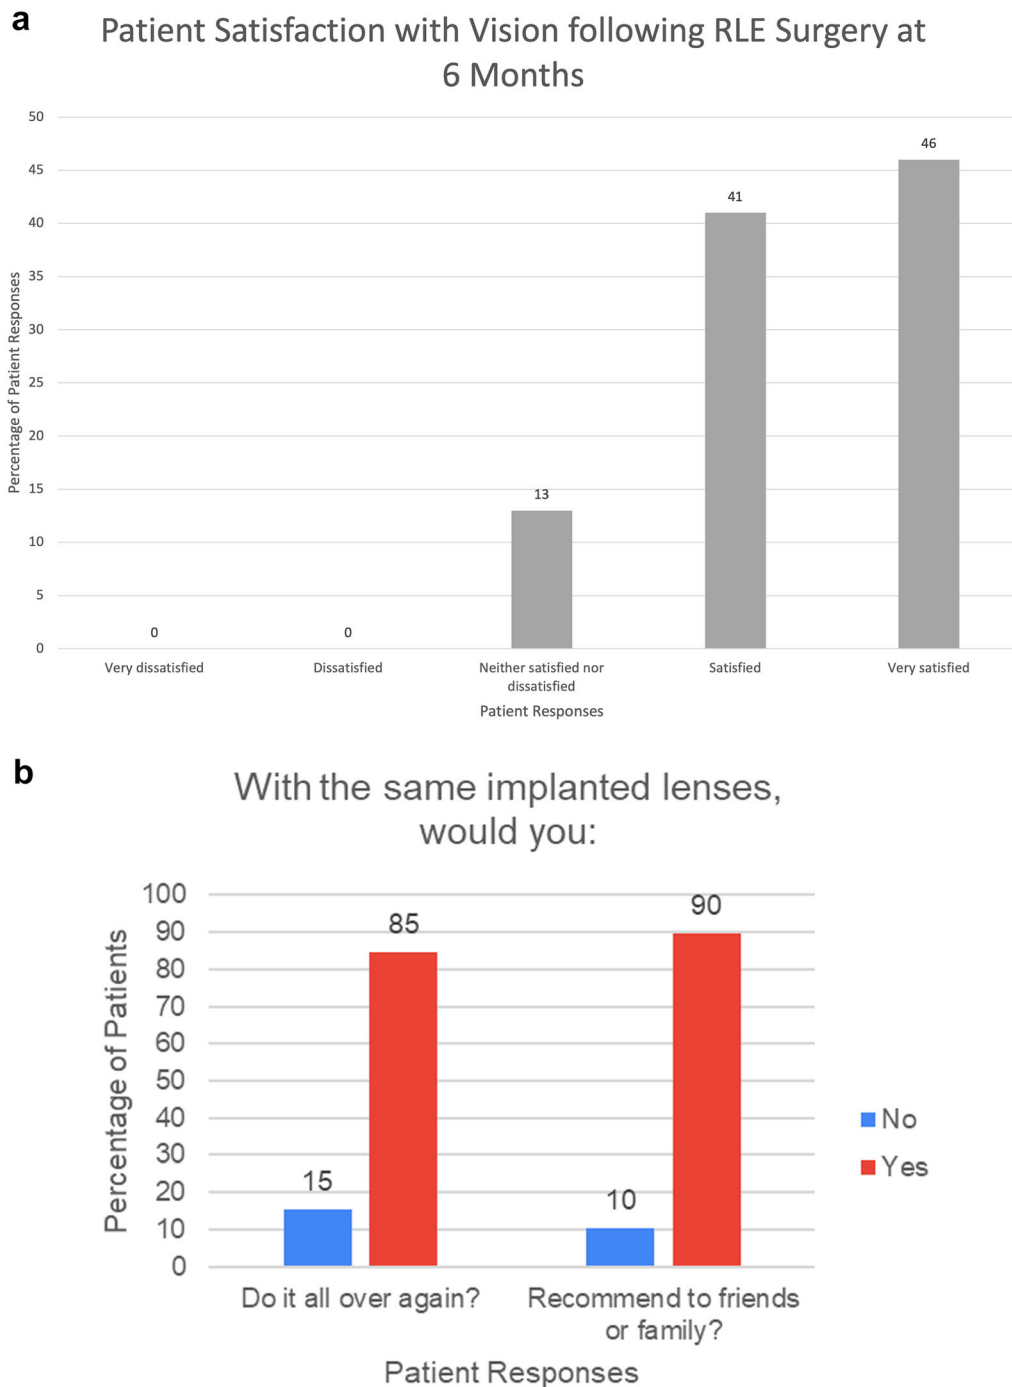 a
Patient Satisfaction with Vision following RLE Surgery at
6 Months
Percentage of Patient Responses
50
45
40
35
30
25
20
15
10
5
0
0
0
13
41
46
Very dissatisfied
Dissatisfied
Neither satisfied nor
dissatisfied
Satisfied
Very satisfied
Patient Responses
b
With the same implanted lenses,
would you:
Percentage of Patients
100
90
80
70
60
50
40
30
20
10
0
15
85
10
90
Do it all over again?
Recommend to friends
or family?
Patient Responses
No
Yes